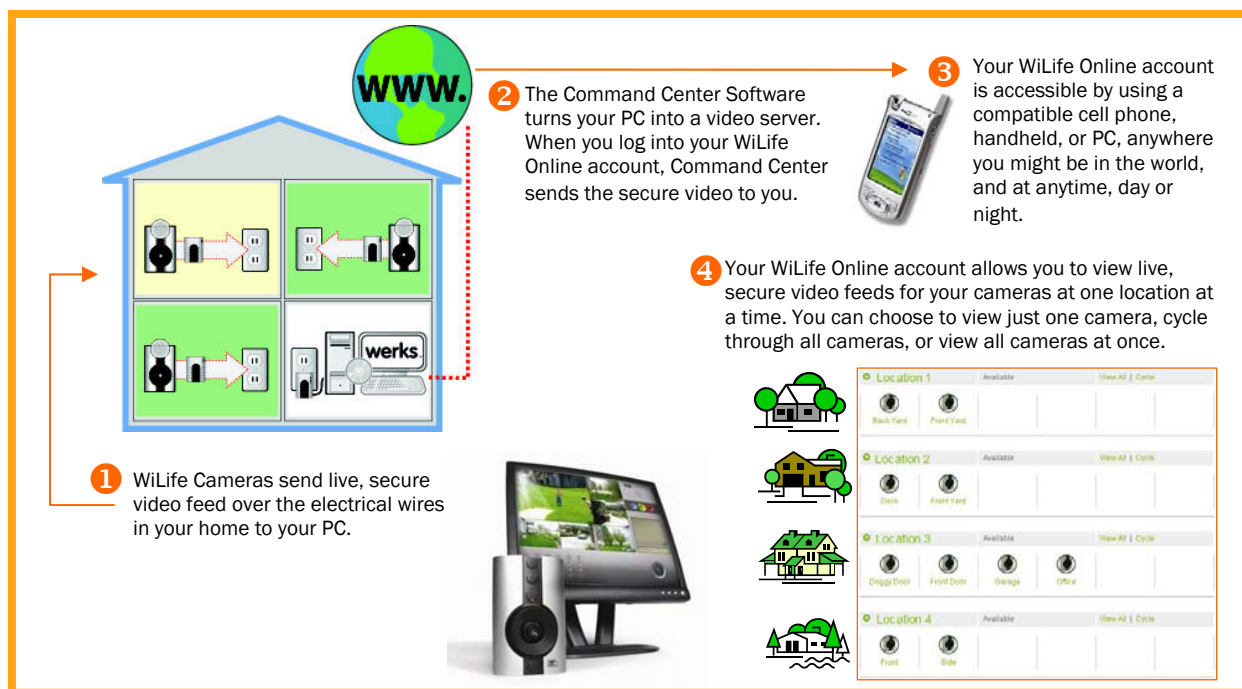 WWW.
2 The Command Center Software
turns your PC into a video server.
When you log into your WiLife
Online account, Command Center
sends the secure video to you.
3 Your WiLife Online account
is accessible by using a
compatible cell phone,
handheld, or PC, anywhere
you might be in the world,
and at anytime, day or
night.
werks
1 WiLife Cameras send live, secure
video feed over the electrical wires
in your home to your PC.
4 Your WiLife Online account allows you to view live,
secure video feeds for your cameras at one location at
a time. You can choose to view just one camera, cycle
through all cameras, or view all cameras at once.
Location 1 Available View All | Cycle
Back Yard Front Yard
Location 2 Available View All | Cycle
Front Yard
Location 3 Available View All | Cycle
Doggy Door Front Door Garage Office
Location 4 Available View All | Cycle
Front Side